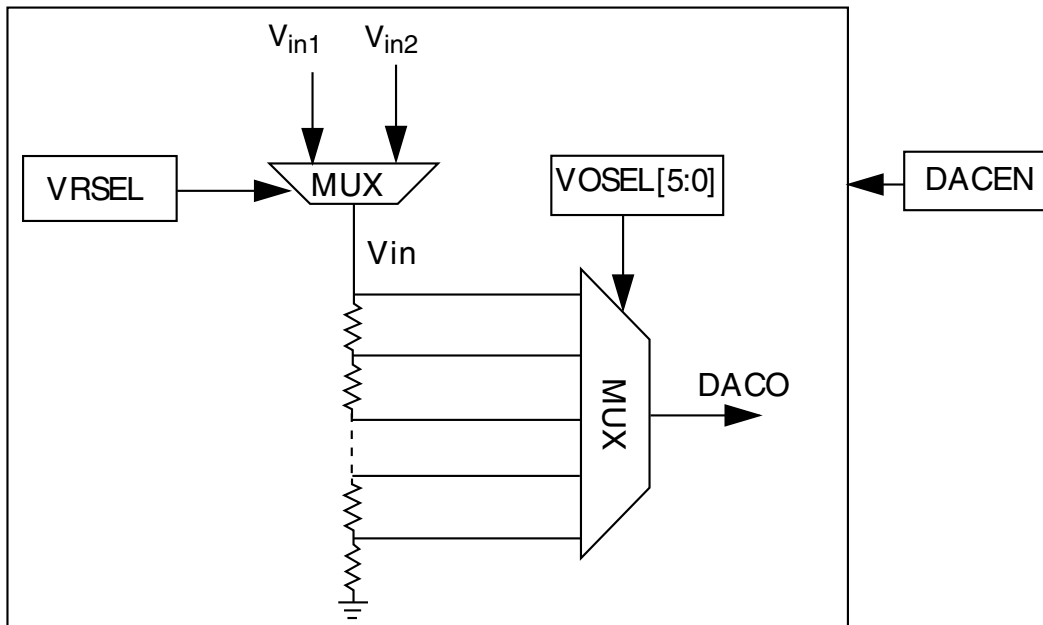 Vin1
Vin2
VRSEL
MUX
VOSEL[5:0]
DACEN
Vin
MUX
DACO